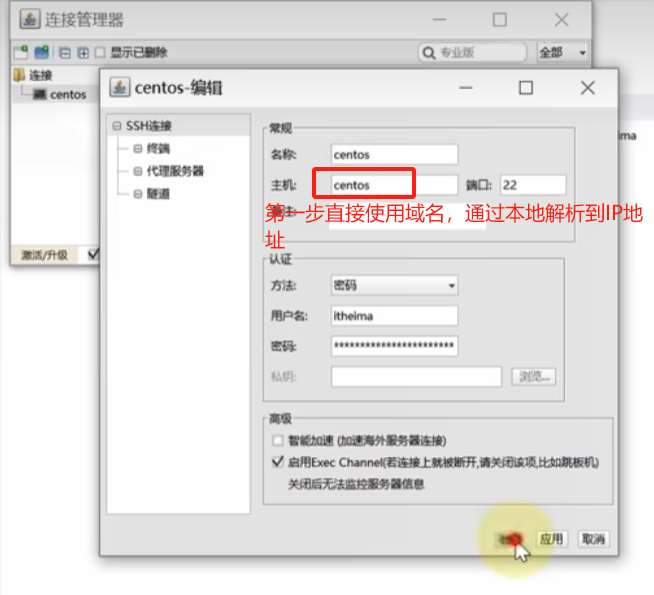 连接管理器
显示已删除
专业版
全部
连接
centos
centos-编辑
SSH连接
终端
代理服务器
隧道
常规
名称: centos
主机: centos 端口: 22
第一步直接使用域名，通过本地解析到IP地
址
认证
方法: 密码
用户名: itheima
密码: ************************
私钥: 浏览...
高级
智能加速 (加速海外服务器连接)
启用Exec Channel(若连接上就被断开,请关闭该项,比如跳板机)
关闭后无法监控服务器信息
应用 取消
激活/升级
ima